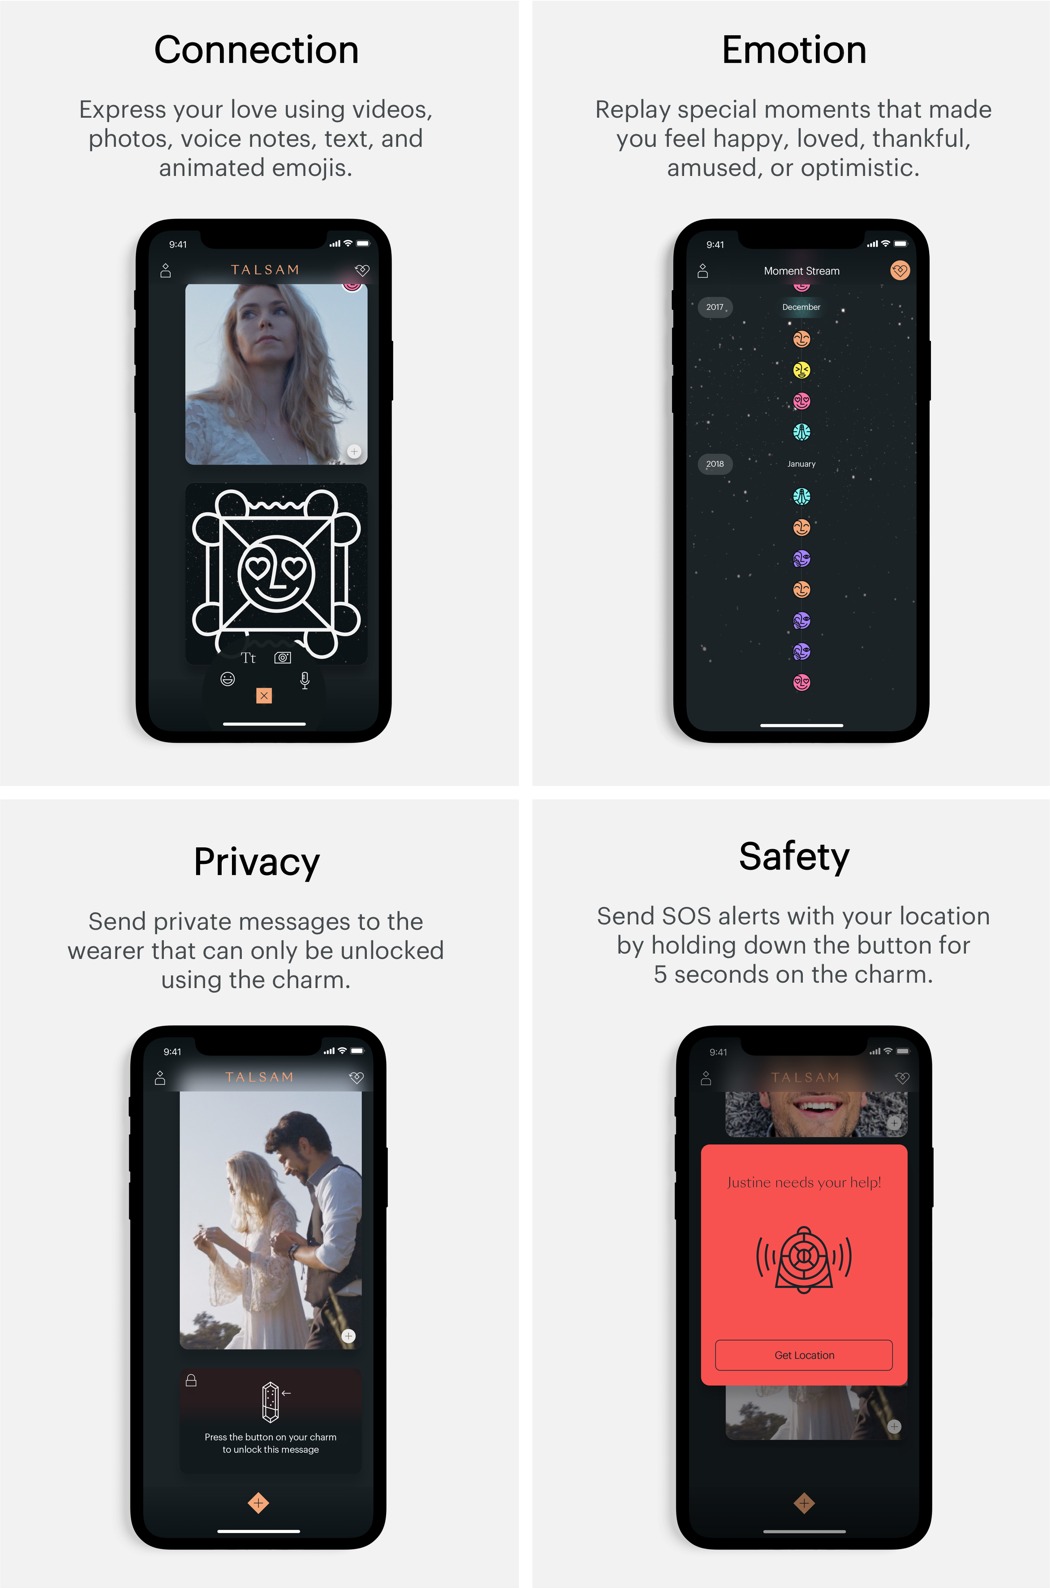 Connection
Express your love using videos,
photos, voice notes, text, and
animated emojis.
9:41
TALSAM
Tt
Emotion
Replay special moments that made
you feel happy, loved, thankful,
amused, or optimistic.
9:41
Moment Stream
2017
December
2018
January
Privacy
Send private messages to the
wearer that can only be unlocked
using the charm.
9:41
TALSAM
Press the button on your charm
to unlock this message
Safety
Send SOS alerts with your location
by holding down the button for
5 seconds on the charm.
9:41
TALSAM
Justine needs your help!
Get Location